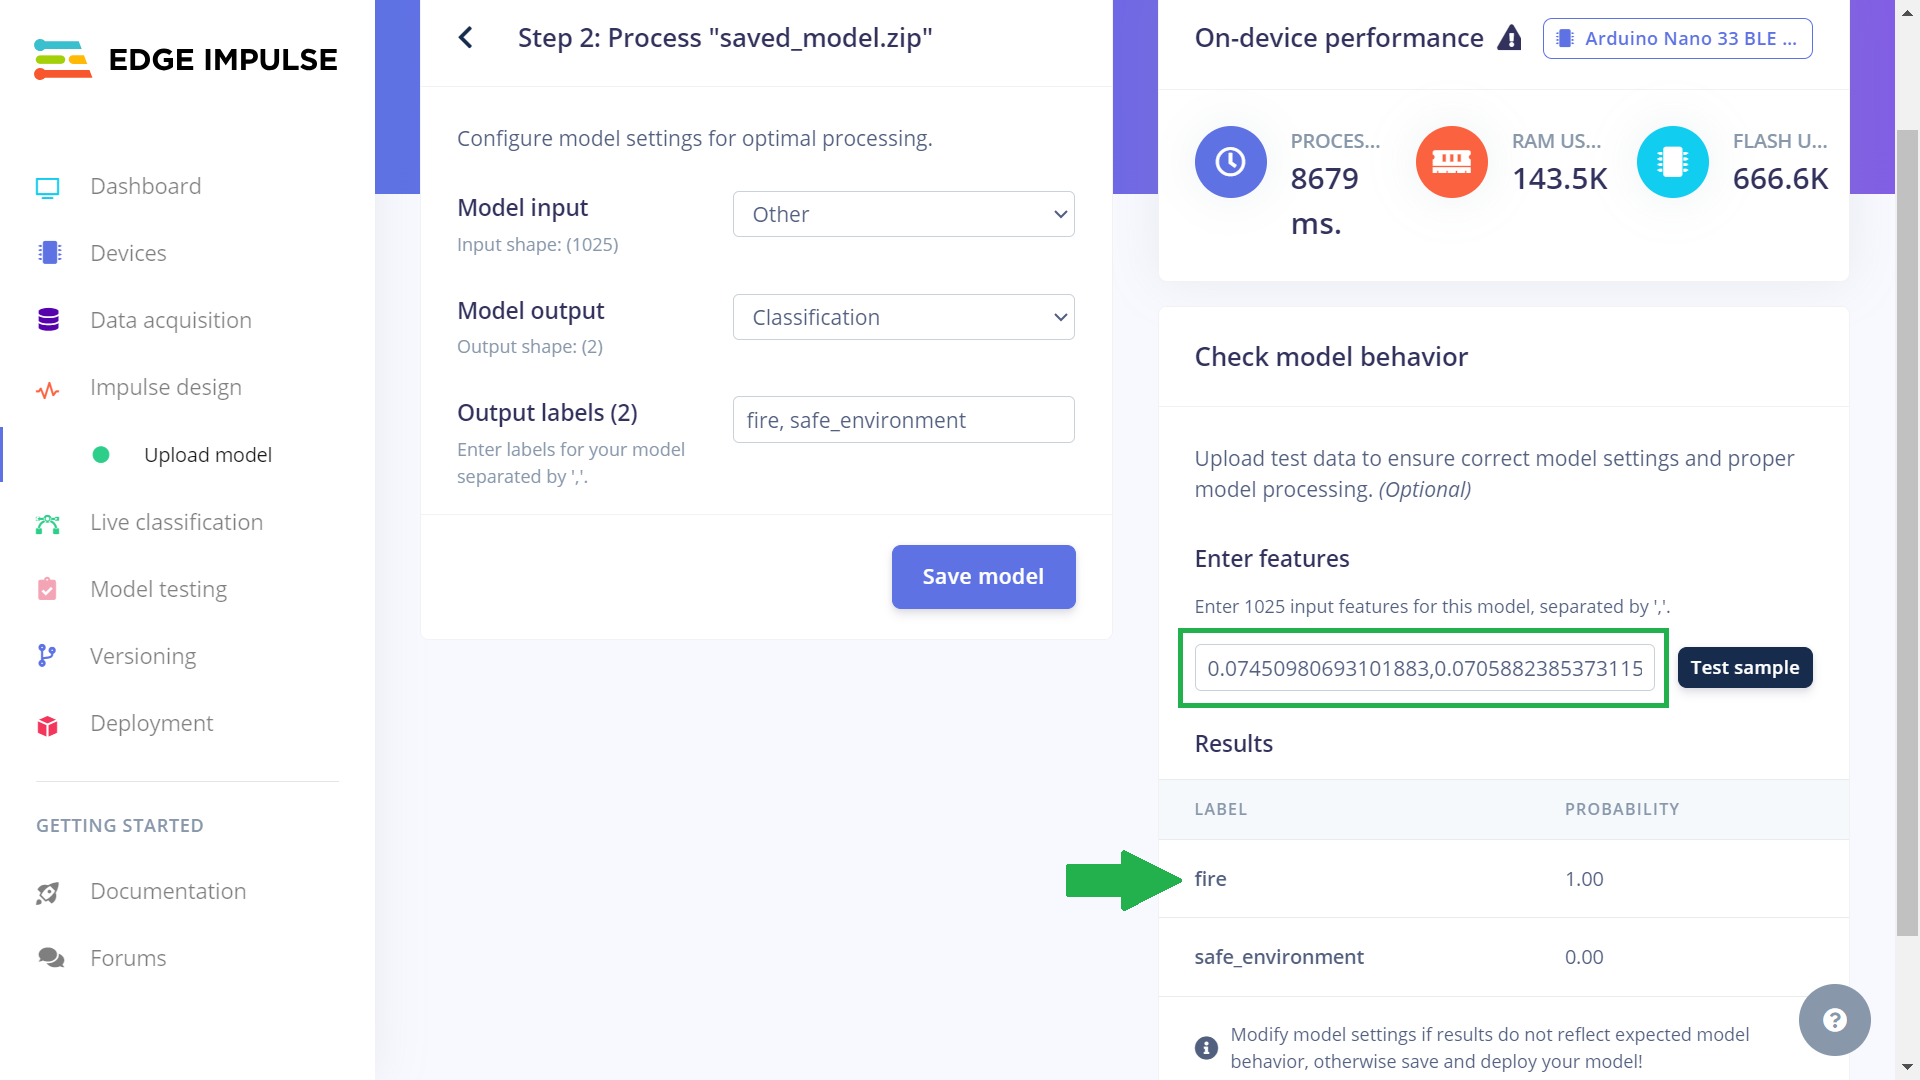 EDGE IMPULSE
Dashboard
Devices
Data acquisition
Impulse design
Upload model
Live classification
Model testing
Versioning
Deployment
GETTING STARTED
Documentation
Forums
Step 2: Process "saved_model.zip"
Configure model settings for optimal processing.
Model input
Input shape: (1025)
Other
Model output
Output shape: (2)
Classification
Output labels (2)
Enter labels for your model
separated by ','.
fire, safe_environment
Save model
On-device performance
Arduino Nano 33 BLE ...
PROCES...
8679
ms.
RAM US...
143.5K
FLASH U...
666.6K
Check model behavior
Upload test data to ensure correct model settings and proper
model processing. (Optional)
Enter features
Enter 1025 input features for this model, separated by ','.
0.07450980693101883,0.0705882385373115
Test sample
Results
LABEL PROBABILITY
fire 1.00
safe_environment 0.00
Modify model settings if results do not reflect expected model
behavior, otherwise save and deploy your model!